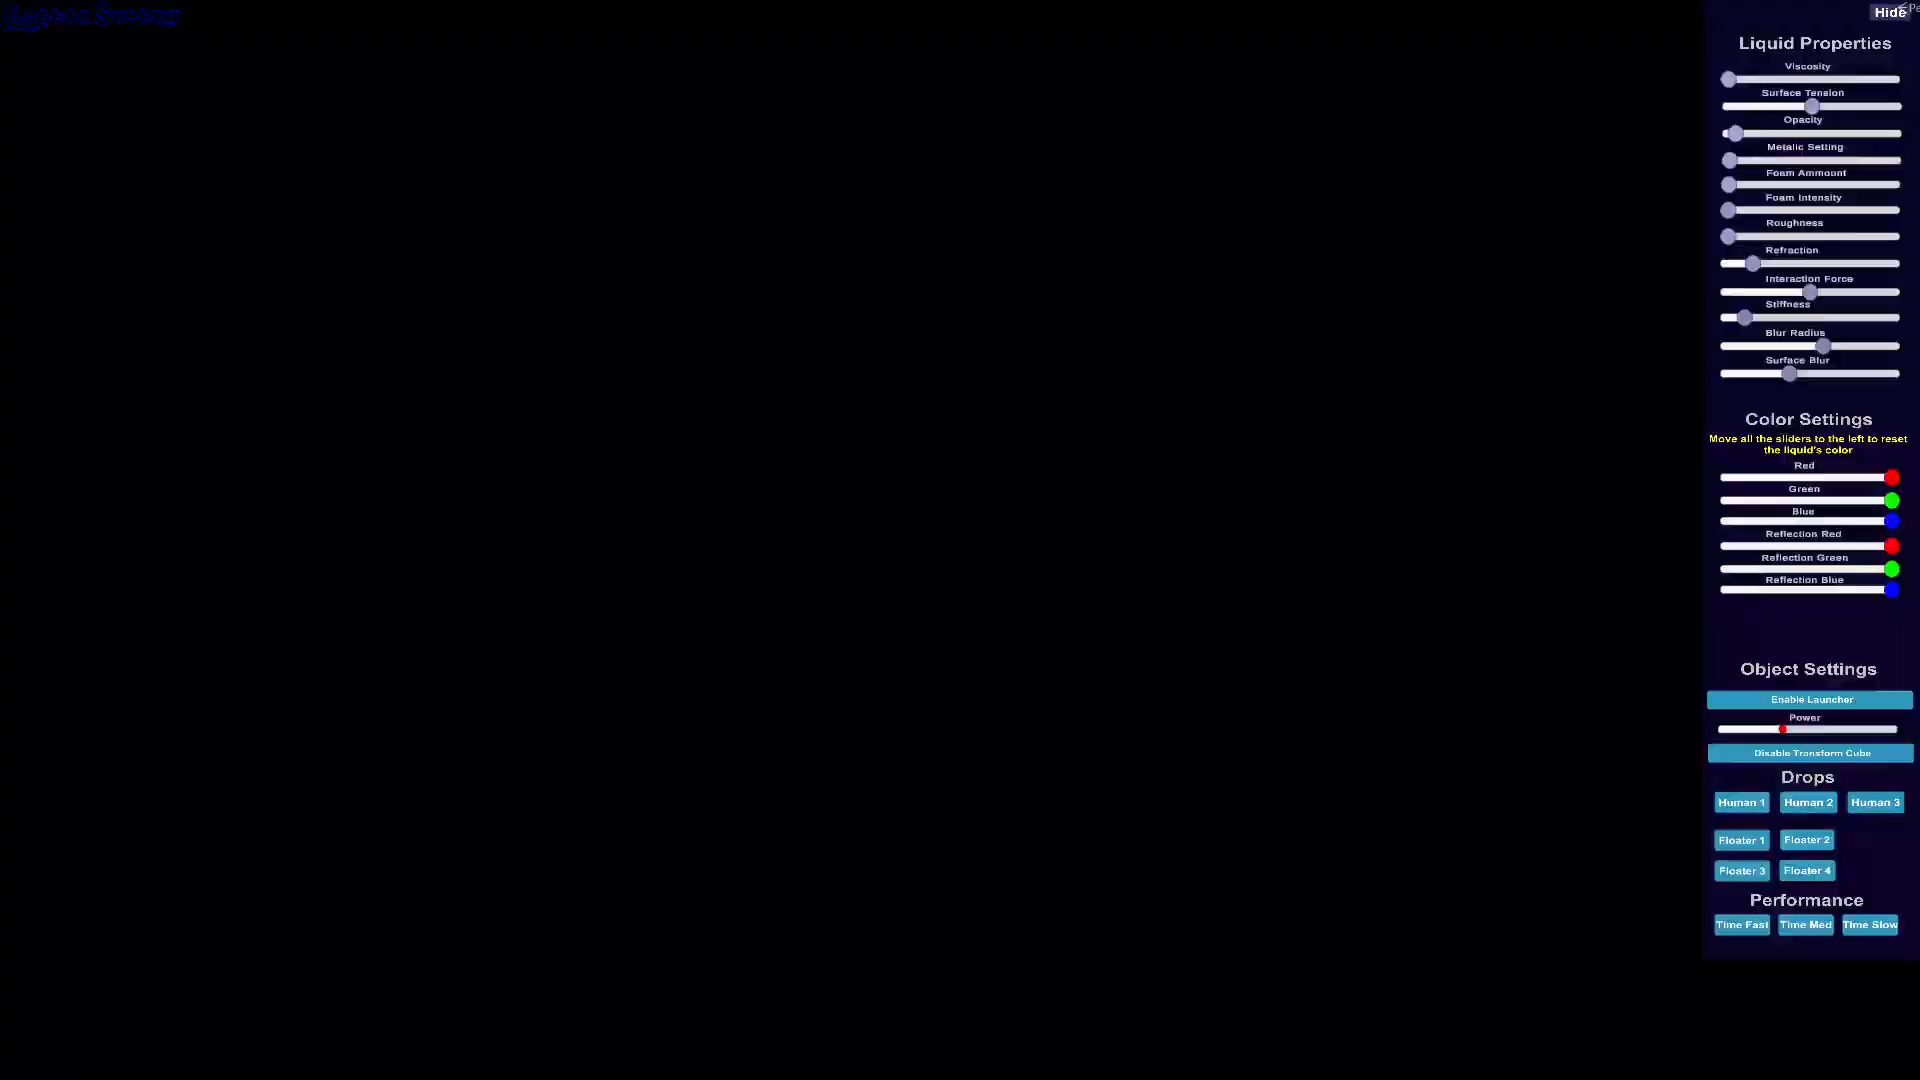 Hide
Liquid Properties
Viscosity
Surface Tension
Opacity
Metalic Setting
Foam Ammount
Foam Intensity
Roughness
Refraction
Interaction Force
Stiffness
Blur Radius
Surface Blur
Color Settings
Move all the sliders to the left to reset
the liquid's color
Red
Green
Blue
Reflection Red
Reflection Green
Reflection Blue
Object Settings
Enable Launcher
Power
Disable Transform Cube
Drops
Human 1 Human 2 Human 3
Floater 1 Floater 2
Floater 3 Floater 4
Performance
Time Fast Time Med Time Slow